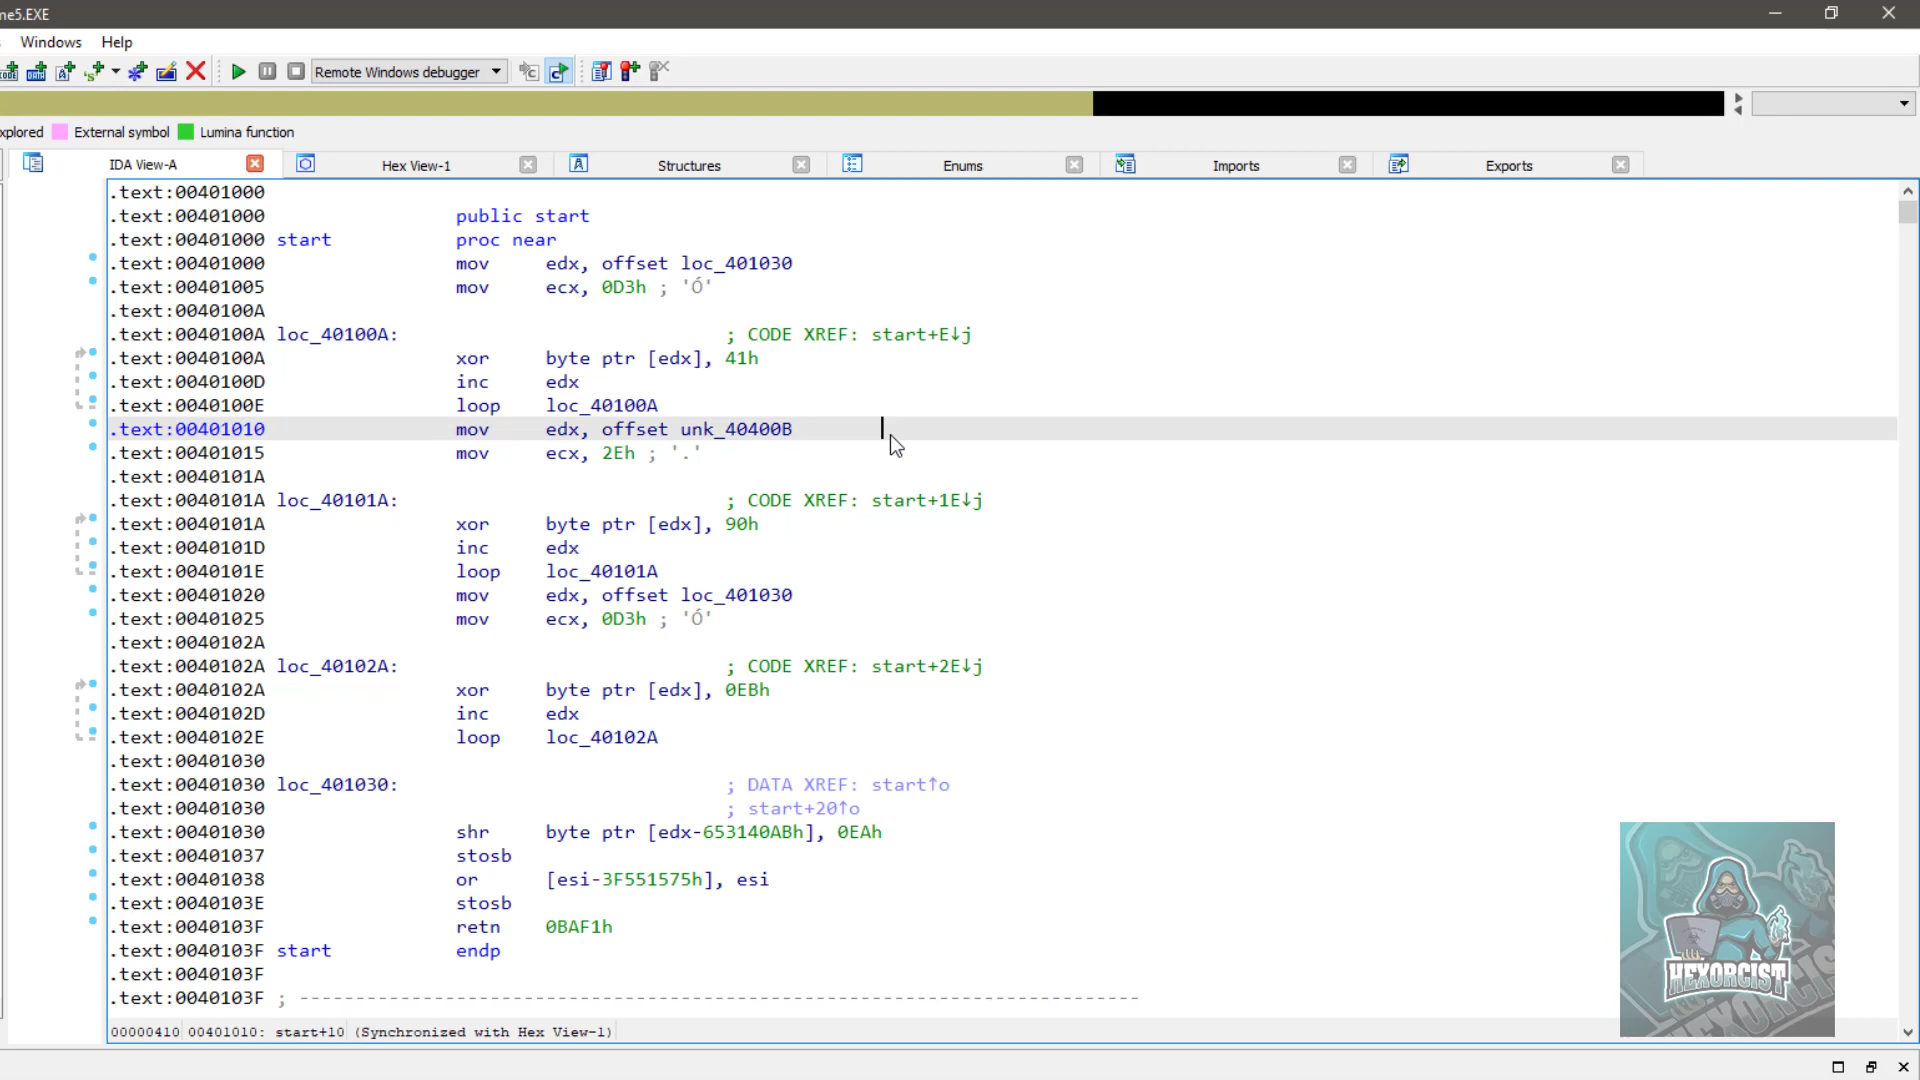 ne5.EXE
Windows Help
Remote Windows debugger
xplored External symbol Lumina function
IDA View-A Hex View-1 Structures Enums Imports Exports
.text:00401000
.text:00401000 public start
.text:00401000 start proc near
.text:00401000 mov edx, offset loc_401030
.text:00401005 mov ecx, 0D3h ; 'Ó'
.text:0040100A
.text:0040100A loc_40100A: ; CODE XREF: start+E↓j
.text:0040100A xor byte ptr [edx], 41h
.text:0040100D inc edx
.text:0040100E loop loc_40100A
.text:00401010 mov edx, offset unk_40400B
.text:00401015 mov ecx, 2Eh ; '.'
.text:0040101A
.text:0040101A loc_40101A: ; CODE XREF: start+1E↓j
.text:0040101A xor byte ptr [edx], 90h
.text:0040101D inc edx
.text:0040101E loop loc_40101A
.text:00401020 mov edx, offset loc_401030
.text:00401025 mov ecx, 0D3h ; 'Ó'
.text:0040102A
.text:0040102A loc_40102A: ; CODE XREF: start+2E↓j
.text:0040102A xor byte ptr [edx], 0EBh
.text:0040102D inc edx
.text:0040102E loop loc_40102A
.text:00401030
.text:00401030 loc_401030: ; DATA XREF: start↑o
.text:00401030 ; start+20↑o
.text:00401030 shr byte ptr [edx-653140ABh], 0EAh
.text:00401037 stosb
.text:00401038 or [esi-3F551575h], esi
.text:0040103E stosb
.text:0040103F retn 0BAF1h
.text:0040103F start endp
.text:0040103F
.text:0040103F ; ---------------------------------------------------------------------------
00000410 00401010: start+10 (Synchronized with Hex View-1)
HEXORCIST